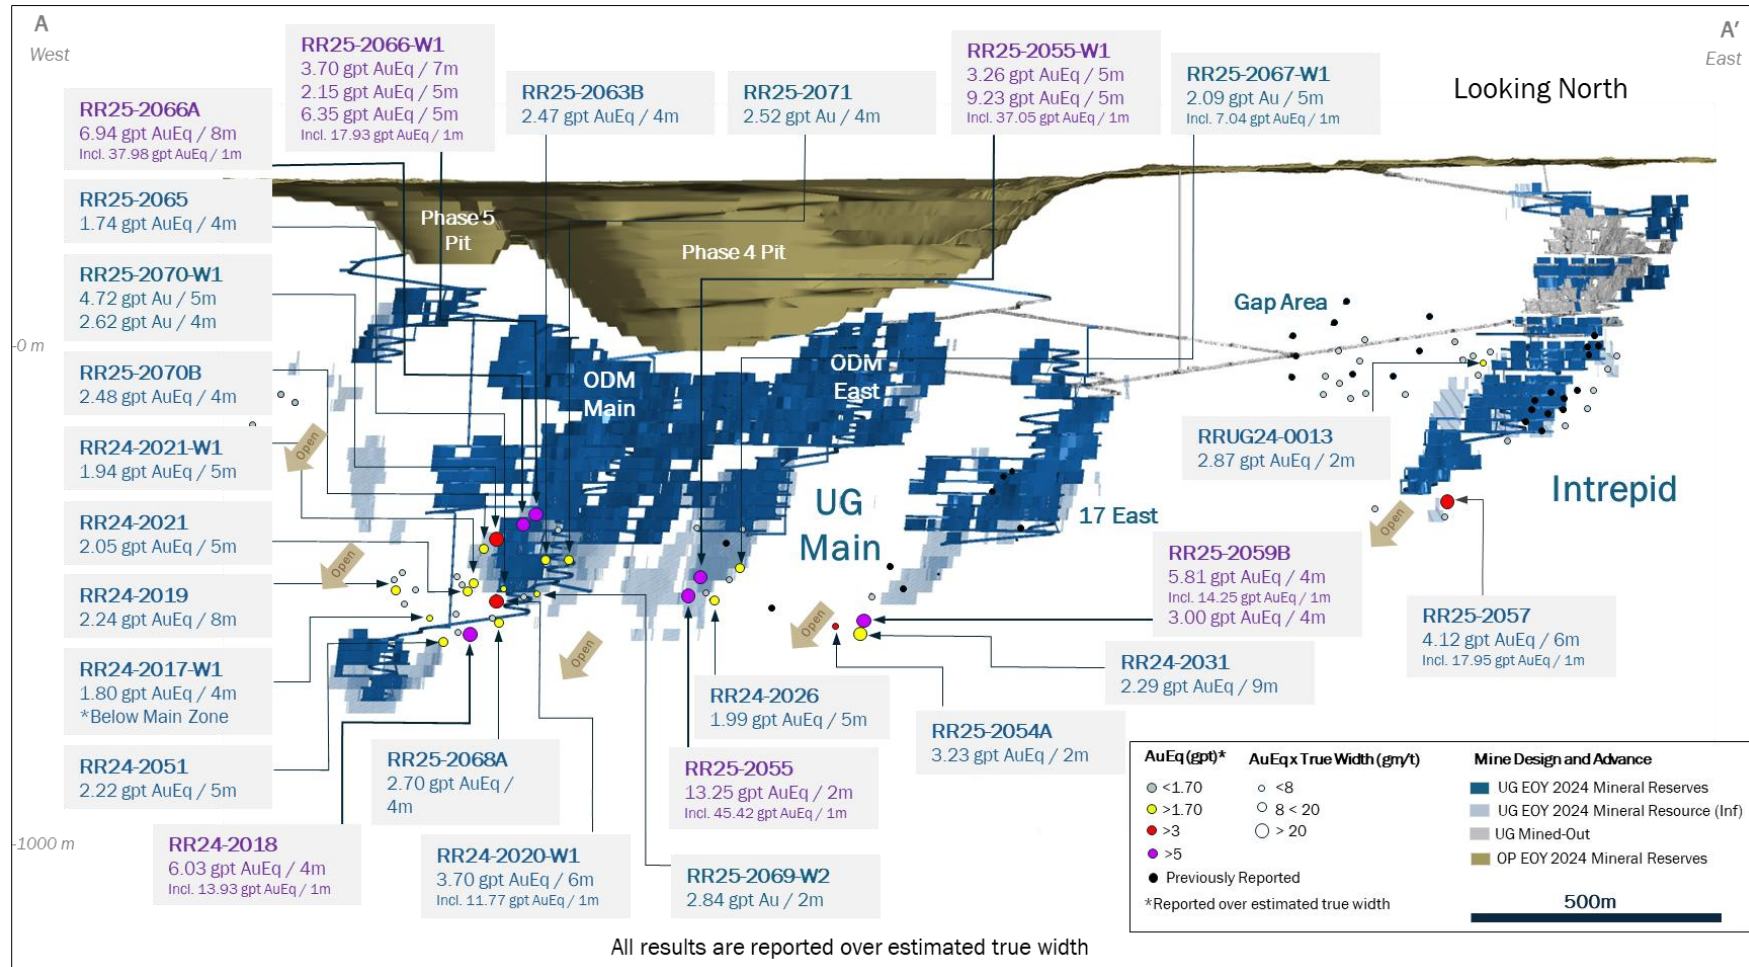 A
West
A'
East
Looking North
RR25-2066-W1
3.70 gpt AuEq / 7m
2.15 gpt AuEq / 5m
6.35 gpt AuEq / 5m
Incl. 17.93 gpt AuEq / 1m
RR25-2063B
2.47 gpt AuEq / 4m
RR25-2071
2.52 gpt Au / 4m
RR25-2055-W1
3.26 gpt AuEq / 5m
9.23 gpt AuEq / 5m
Incl. 37.05 gpt AuEq / 1m
RR25-2067-W1
2.09 gpt Au / 5m
Incl. 7.04 gpt AuEq / 1m
RR25-2066A
6.94 gpt AuEq / 8m
Incl. 37.98 gpt AuEq / 1m
RR25-2065
1.74 gpt AuEq / 4m
RR25-2070-W1
4.72 gpt Au / 5m
2.62 gpt Au / 4m
RR25-2070B
2.48 gpt AuEq / 4m
RR24-2021-W1
1.94 gpt AuEq / 5m
RR24-2021
2.05 gpt AuEq / 5m
RR24-2019
2.24 gpt AuEq / 8m
RR24-2017-W1
1.80 gpt AuEq / 4m
*Below Main Zone
RR24-2051
2.22 gpt AuEq / 5m
RR24-2018
6.03 gpt AuEq / 4m
Incl. 13.93 gpt AuEq / 1m
RR25-2068A
2.70 gpt AuEq /
4m
RR24-2020-W1
3.70 gpt AuEq / 6m
Incl. 11.77 gpt AuEq / 1m
RR25-2069-W2
2.84 gpt Au / 2m
RR25-2055
13.25 gpt AuEq / 2m
Incl. 45.42 gpt AuEq / 1m
RR24-2026
1.99 gpt AuEq / 5m
RR25-2054A
3.23 gpt AuEq / 2m
RR24-2031
2.29 gpt AuEq / 9m
RR25-2059B
5.81 gpt AuEq / 4m
Incl. 14.25 gpt AuEq / 1m
3.00 gpt AuEq / 4m
RRUG24-0013
2.87 gpt AuEq / 2m
RR25-2057
4.12 gpt AuEq / 6m
Incl. 17.95 gpt AuEq / 1m
Phase 5
Pit
Phase 4 Pit
ODM
Main
ODM
East
UG
Main
17 East
Gap Area
Intrepid
Open
Open
Open
Open
Open
-0 m
-1000 m
AuEq (gpt)*
<1.70
>1.70
>3
>5
Previously Reported
*Reported over estimated true width
AuEq x True Width (gm/t)
<8
8 < 20
> 20
Mine Design and Advance
UG EOY 2024 Mineral Reserves
UG EOY 2024 Mineral Resource (Inf)
UG Mined-Out
OP EOY 2024 Mineral Reserves
500m
All results are reported over estimated true width